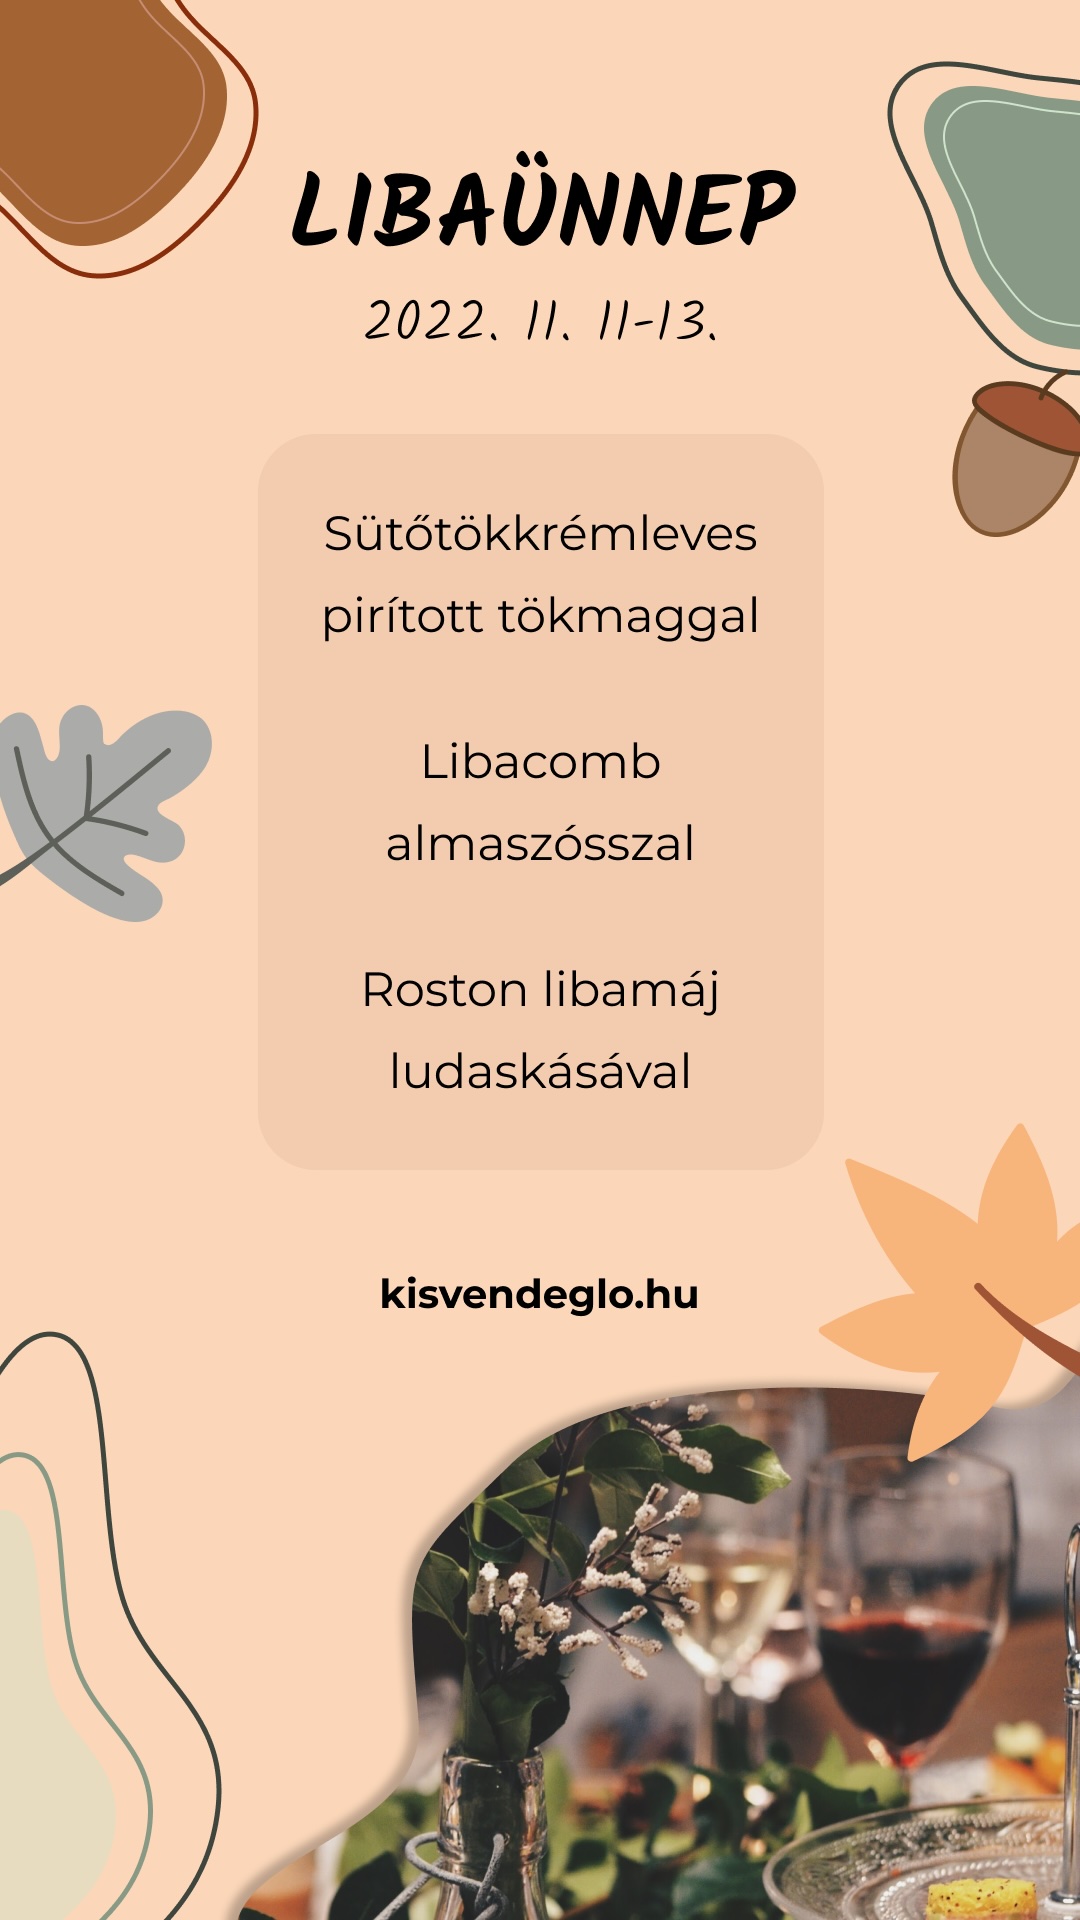 LIBAÜNNEP
2022. 11. 11-13.
Sütőtökkrémleves
pirított tökmaggal
Libacomb
almaszósszal
Roston libamáj
ludaskásával
kisvendeglo.hu